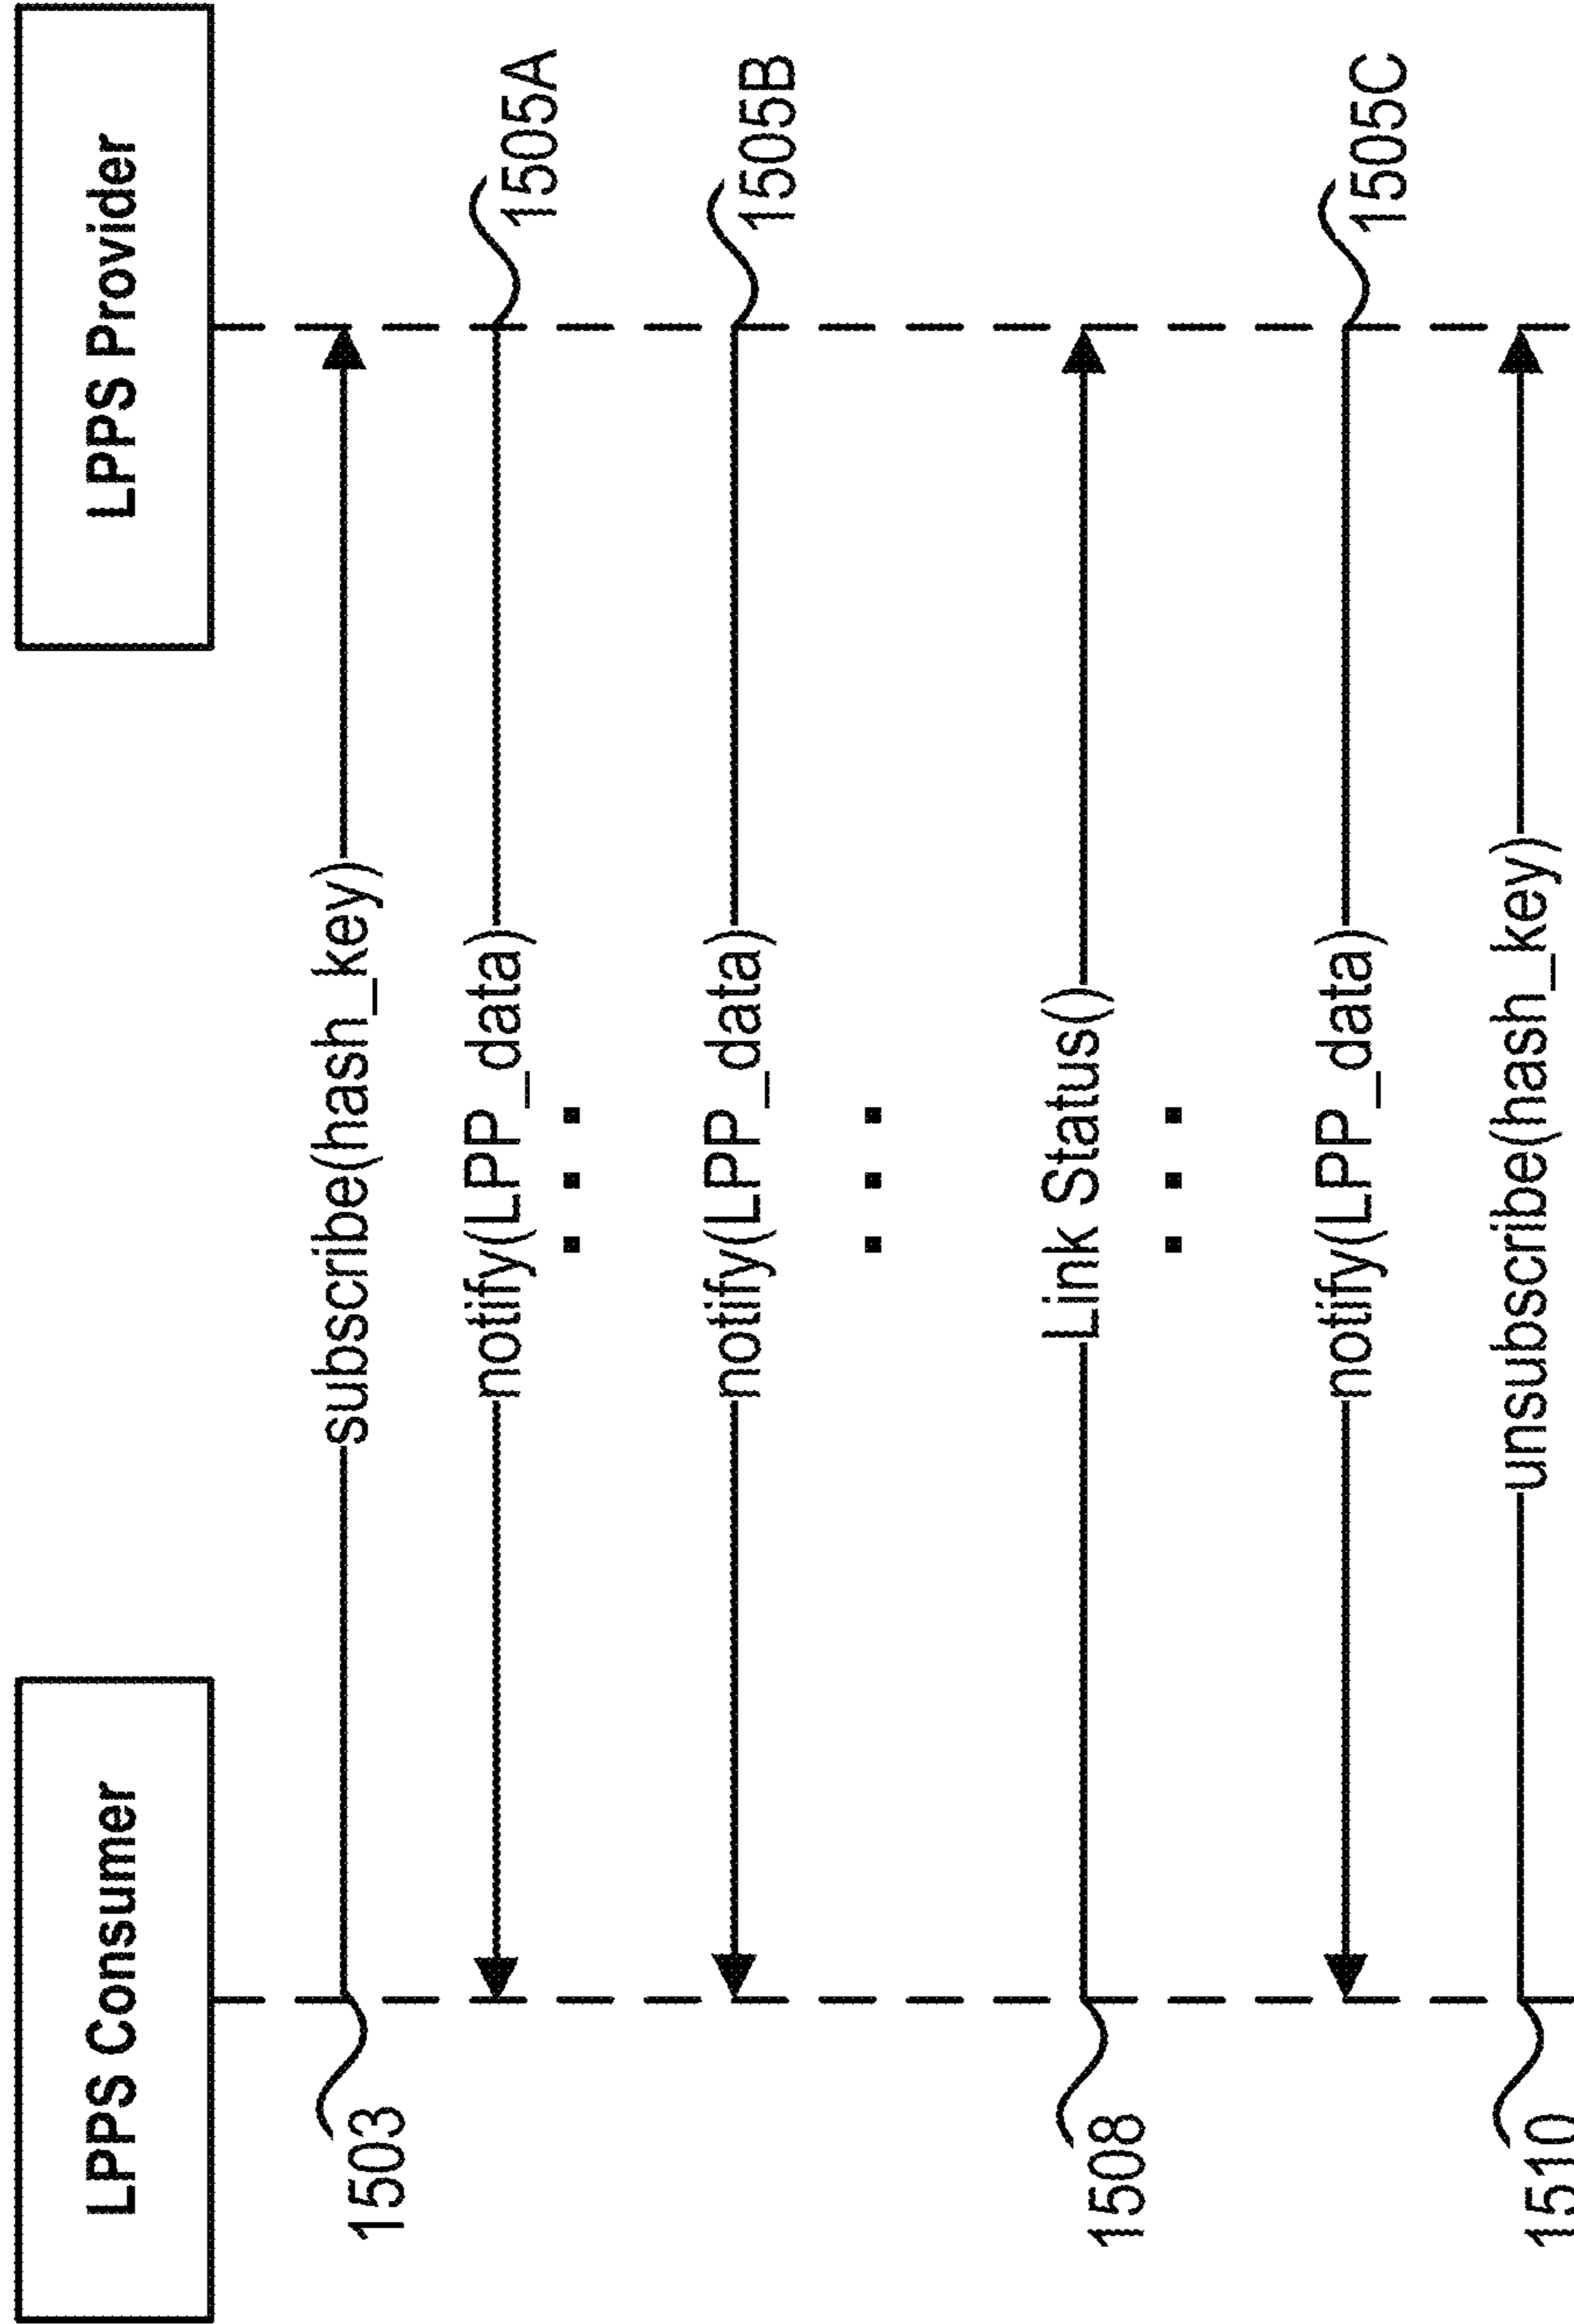 LPPS Consumer
LPPS Provider
1503
subscribe(hash_key)
notify(LPP_data)
1505A
notify(LPP_data)
1505B
1508
Link Status()
notify(LPP_data)
1505C
1510
unsubscribe(hash_key)